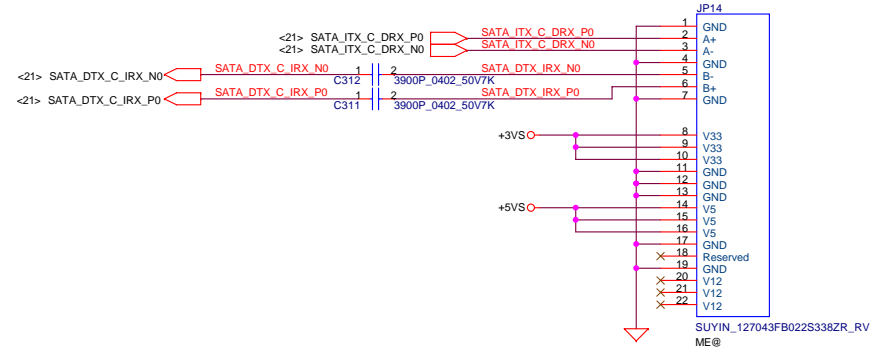 JP14
1 GND
<21> SATA_ITX_C_DRX_P0 SATA_ITX_C_DRX_P0 2 A+
<21> SATA_ITX_C_DRX_N0 SATA_ITX_C_DRX_N0 3 A-
4 GND
<21> SATA_DTX_C_IRX_N0 SATA_DTX_C_IRX_N0 1 2 SATA_DTX_IRX_N0 5 B-
C312 3900P_0402_50V7K
6 B+
<21> SATA_DTX_C_IRX_P0 SATA_DTX_C_IRX_P0 1 2 SATA_DTX_IRX_P0 7 GND
C311 3900P_0402_50V7K
+3VS 8 V33
9 V33
10 V33
11 GND
12 GND
13 GND
+5VS 14 V5
15 V5
16 V5
17 GND
18 Reserved
19 GND
20 V12
21 V12
22 V12
SUYIN_127043FB022S338ZR_RV
ME@